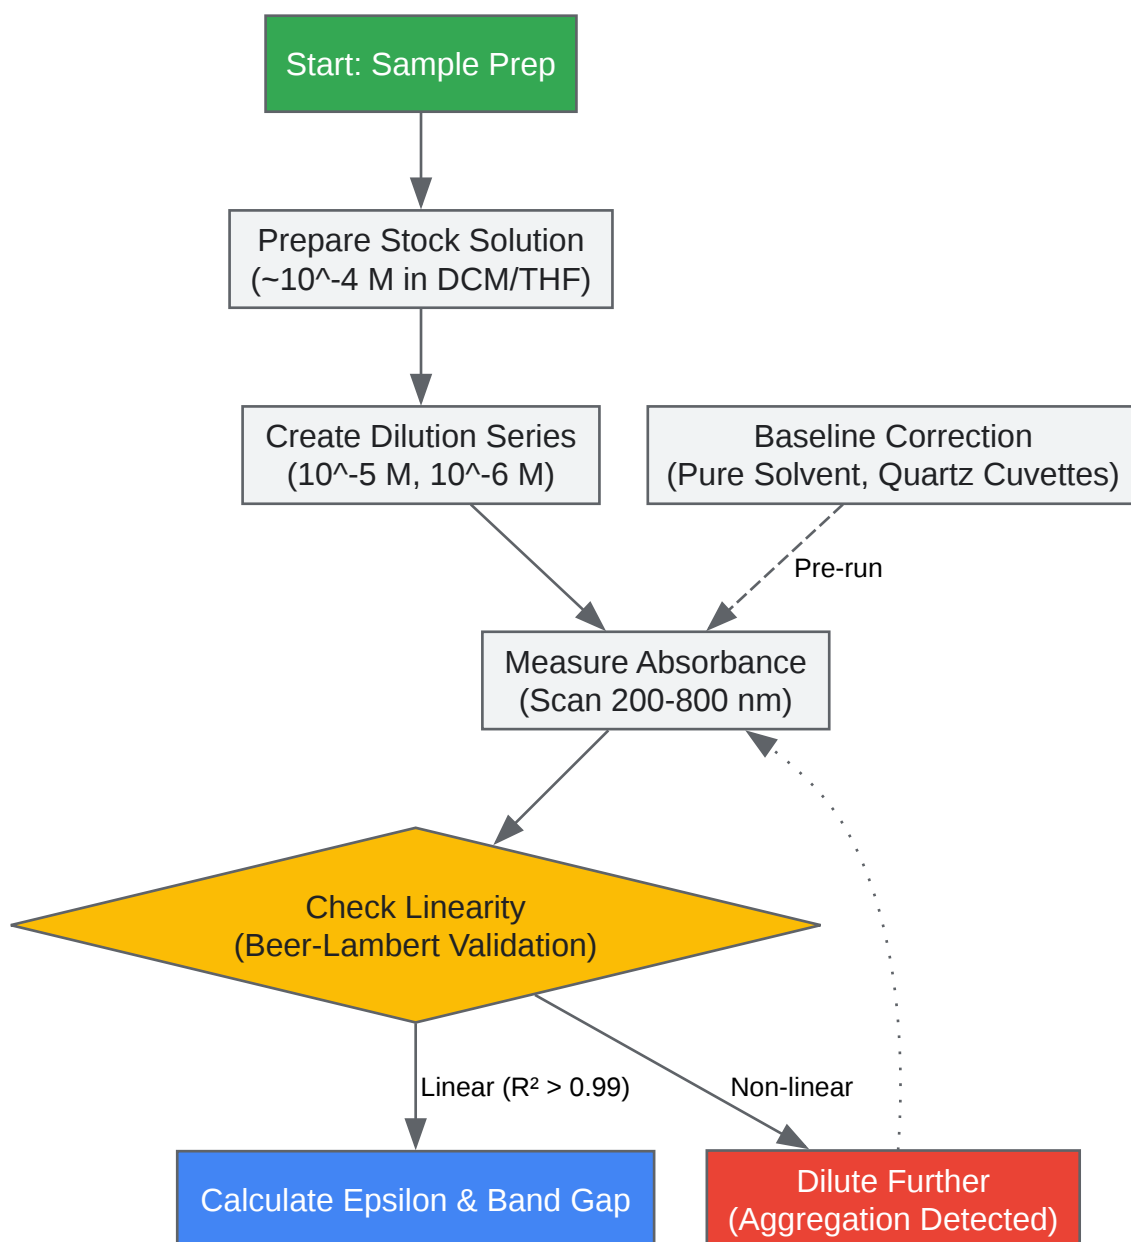 Start: Sample Prep
Prepare Stock Solution
(~10^-4 M in DCM/THF)
Create Dilution Series
(10^-5 M, 10^-6 M)
Baseline Correction
(Pure Solvent, Quartz Cuvettes)
Pre-run
Measure Absorbance
(Scan 200-800 nm)
Check Linearity
(Beer-Lambert Validation)
Linear (R² > 0.99)
Non-linear
Calculate Epsilon & Band Gap
Dilute Further
(Aggregation Detected)